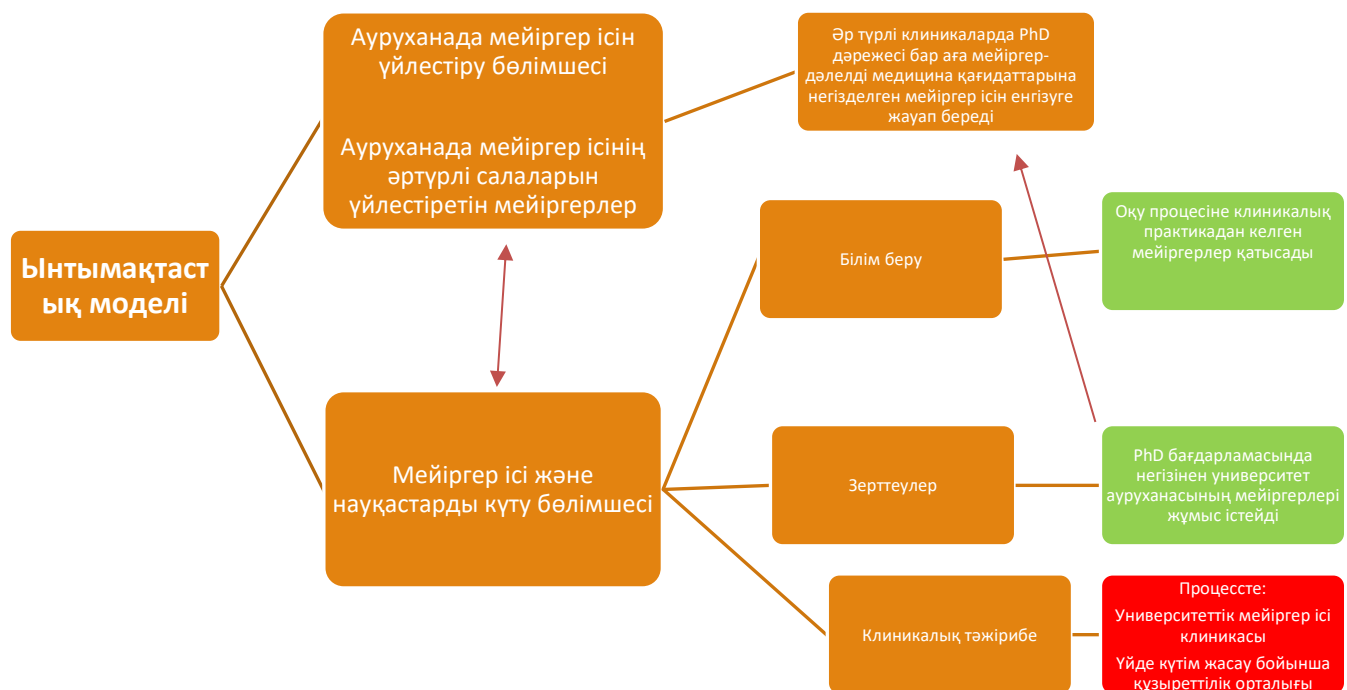 Ынтымақтаст
ық моделі
Ауруханада мейіргер ісін
үйлестіру бөлімшесі
Ауруханада мейіргер ісінің
әртүрлі салаларын
үйлестіретін мейіргерлер
Әр түрлі клиникаларда PhD
дәрежесі бар аға мейіргер-
дәлелді медицина қағидаттарына
негізделген мейіргер ісін енгізуге
жауап береді
Мейіргер ісі және
науқастарды күту бөлімшесі
Білім беру
Оқу процесіне клиникалық
практикадан келген
мейіргерлер қатысады
Зерттеулер
PhD бағдарламасында
негізінен университет
ауруханасының мейіргерлері
жұмыс істейді
Клиникалық тәжірибе
Процессте:
Университеттік мейіргер ісі
клиникасы
Үйде күтім жасау бойынша
құзыреттілік орталығы